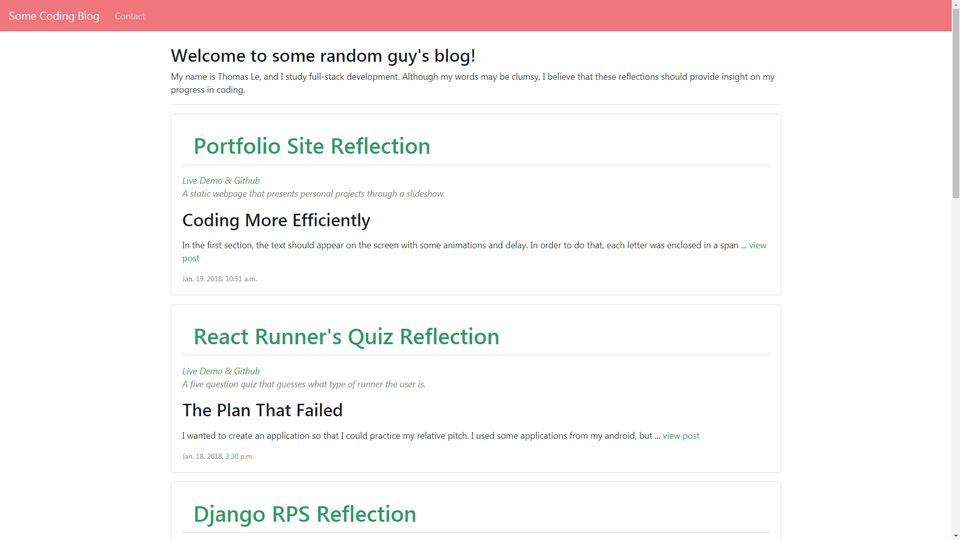 Some Coding Blog Contact
Welcome to some random guy's blog!
My name is Thomas Le, and I study full-stack development. Although my words may be clumsy, I believe that these reflections should provide insight on my
progress in coding.
Portfolio Site Reflection
Live Demo & Github
A static webpage that presents personal projects through a slideshow.
Coding More Efficiently
In the first section, the text should appear on the screen with some animations and delay. In order to do that, each letter was enclosed in a span ... view
post
Jan. 19, 2018, 10:51 a.m.
React Runner's Quiz Reflection
Live Demo & Github
A five question quiz that guesses what type of runner the user is.
The Plan That Failed
I wanted to create an application so that I could practice my relative pitch. I used some applications from my android, but ... view post
Jan. 18, 2018, 3:30 p.m.
Django RPS Reflection